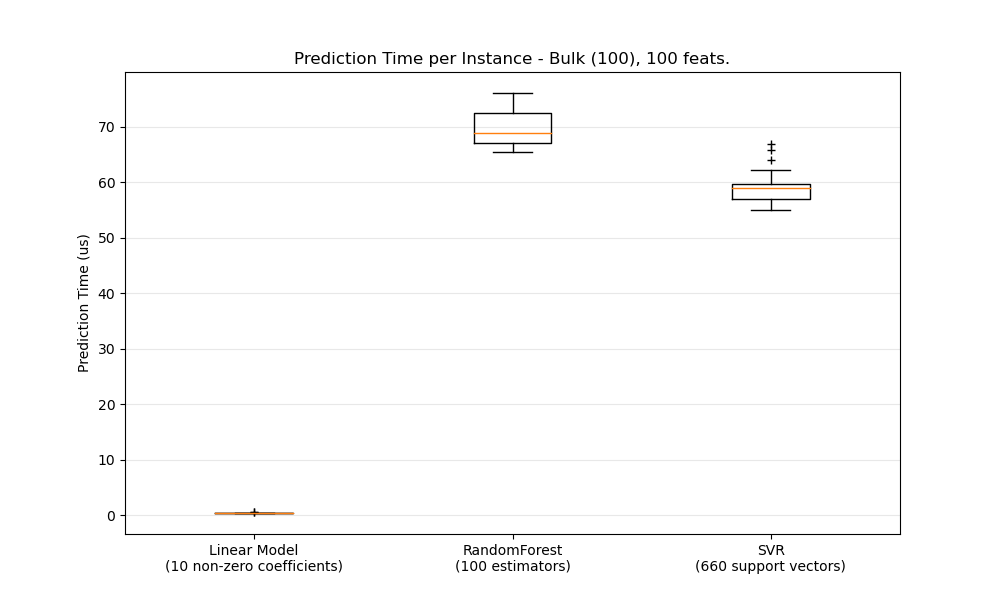 Prediction Time per Instance - Bulk (100), 100 feats.
Prediction Time (us)
70
60
50
40
30
20
10
0
Linear Model
(10 non-zero coefficients)
RandomForest
(100 estimators)
SVR
(660 support vectors)